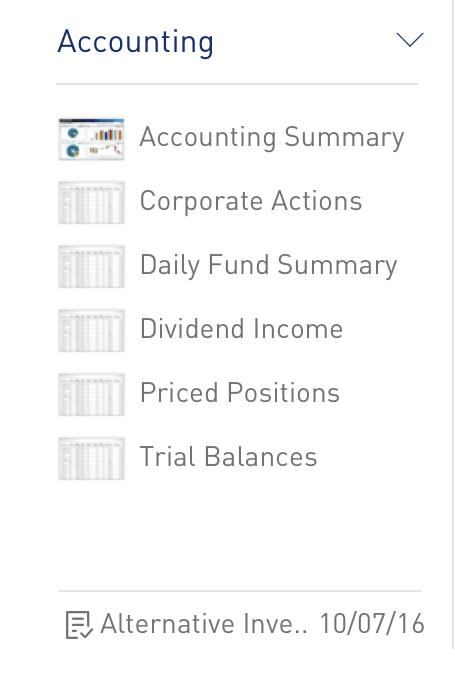 Accounting
Accounting Summary
Corporate Actions
Daily Fund Summary
Dividend Income
Priced Positions
Trial Balances
Alternative Inve.. 10/07/16